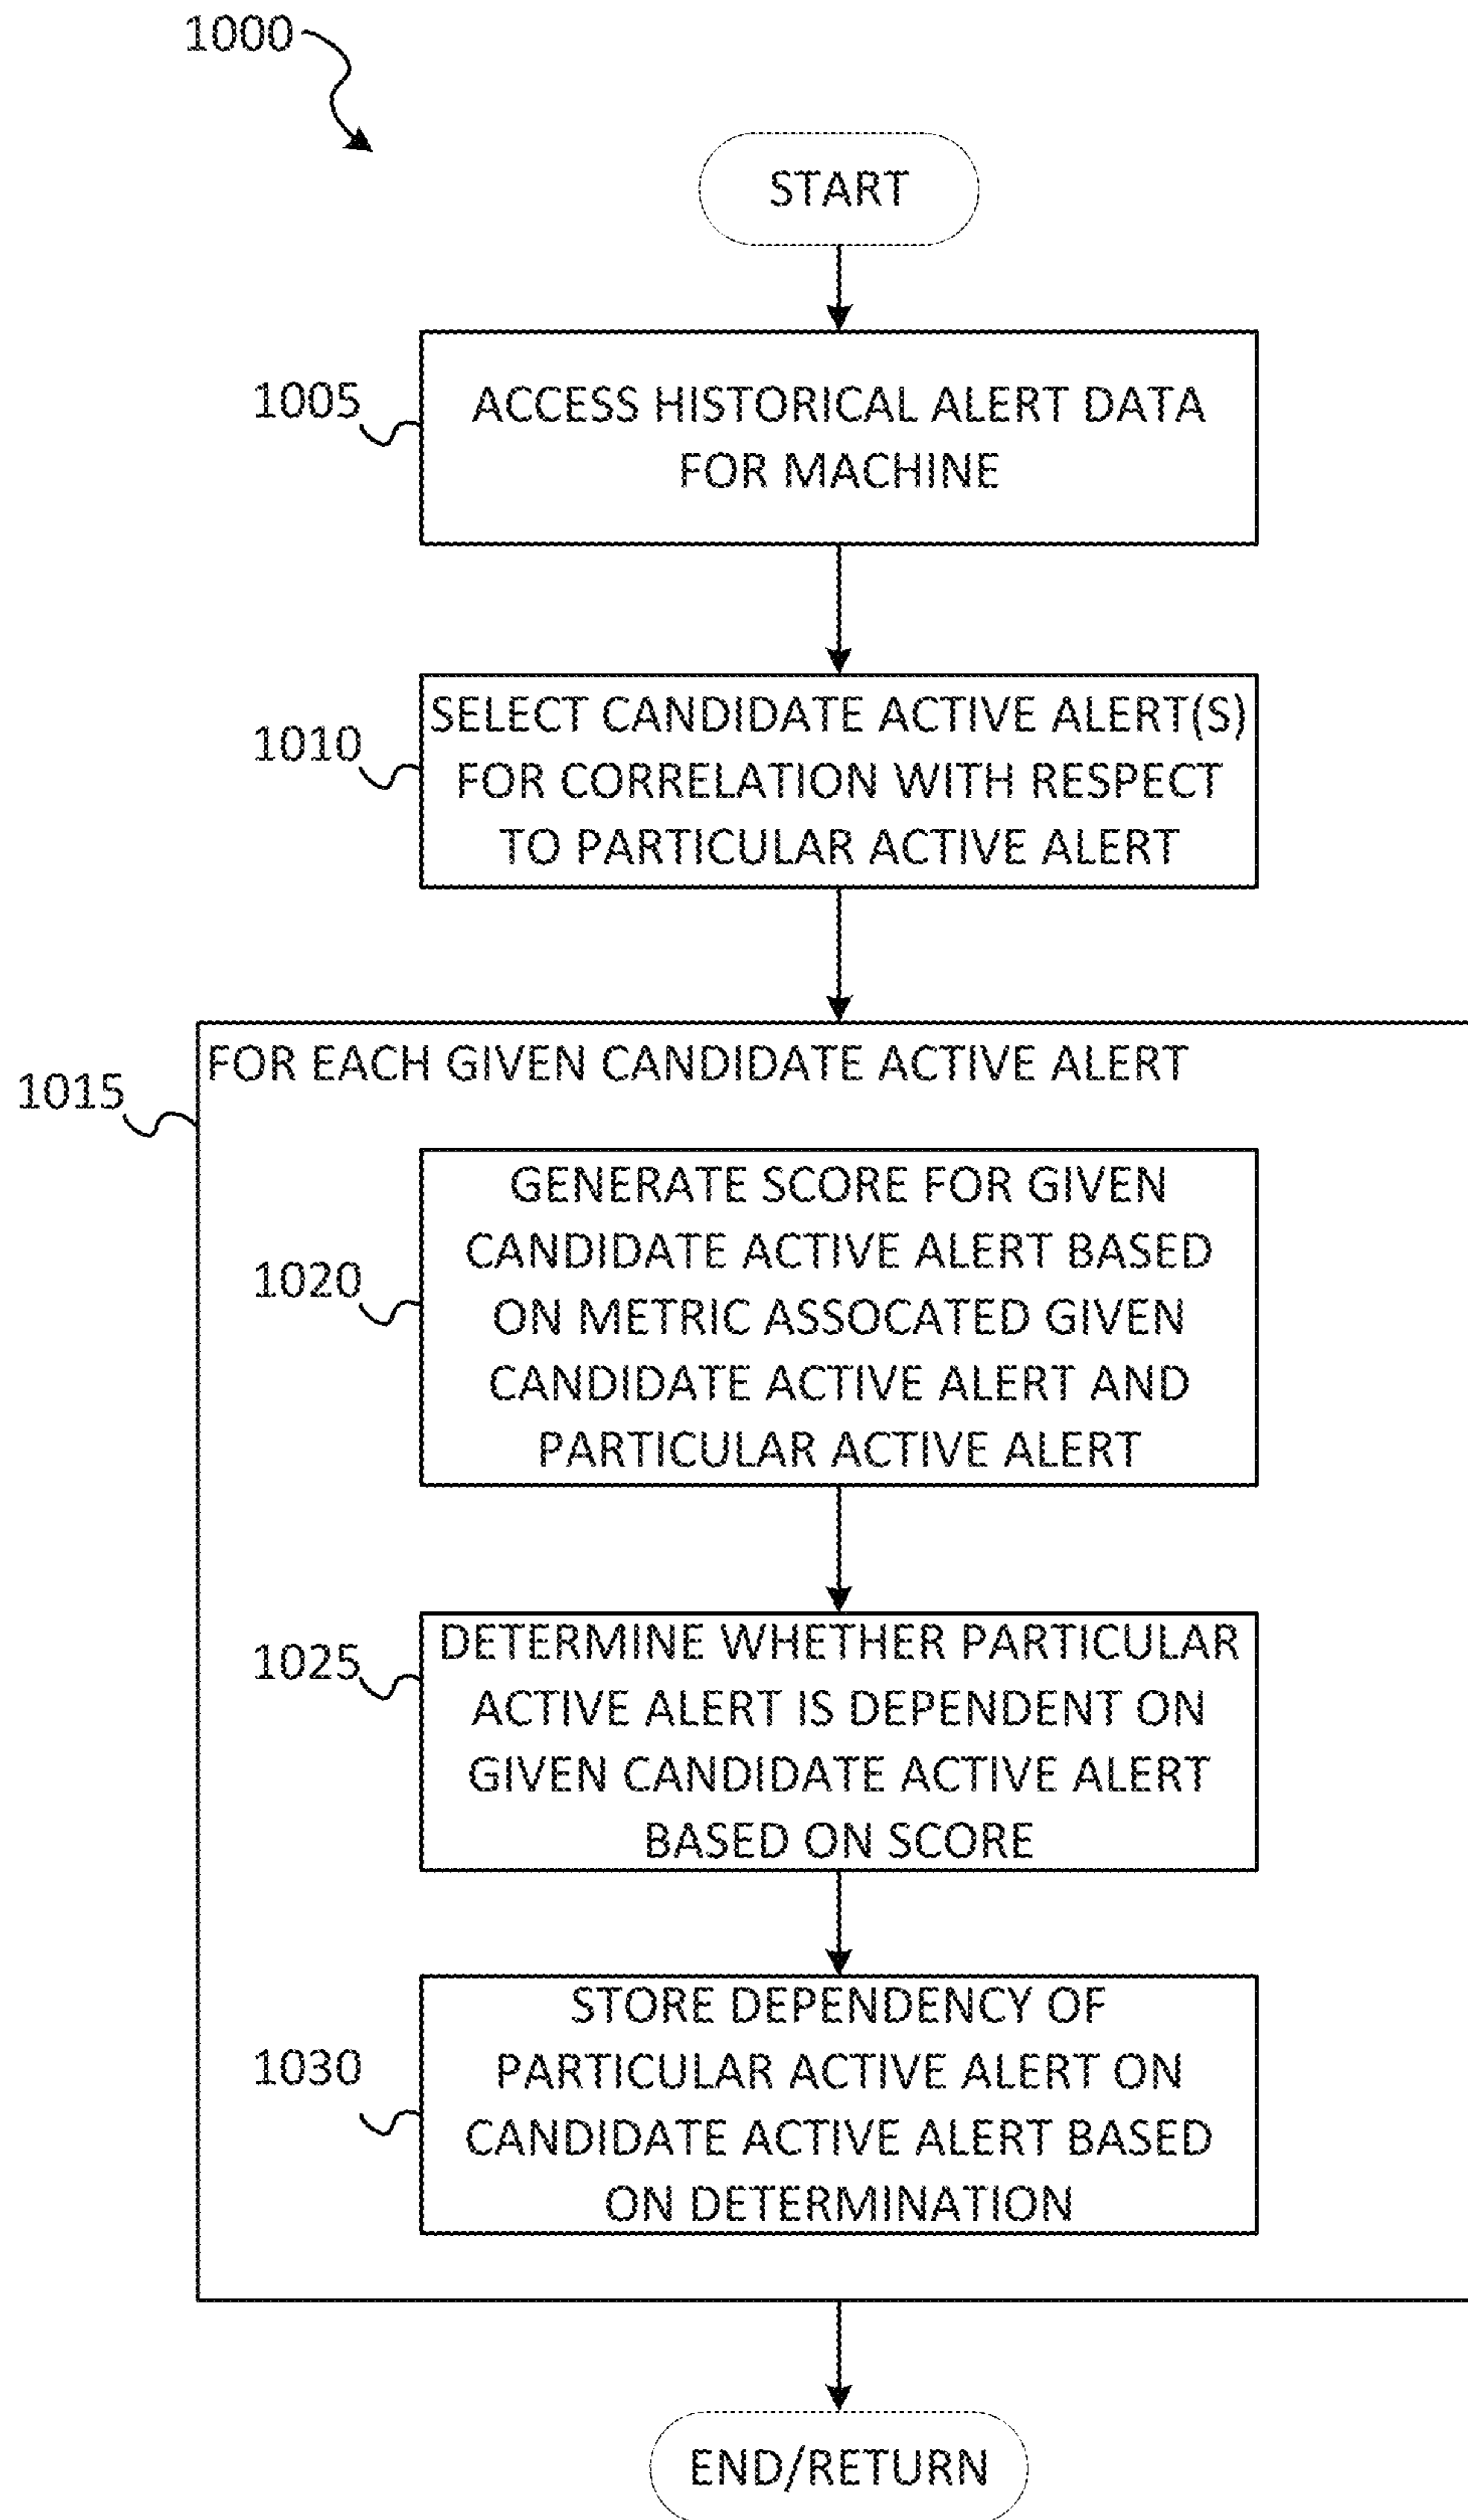 1000
START
1005
ACCESS HISTORICAL ALERT DATA
FOR MACHINE
1010
SELECT CANDIDATE ACTIVE ALERT(S)
FOR CORRELATION WITH RESPECT
TO PARTICULAR ACTIVE ALERT
1015
FOR EACH GIVEN CANDIDATE ACTIVE ALERT
1020
GENERATE SCORE FOR GIVEN
CANDIDATE ACTIVE ALERT BASED
ON METRIC ASSOCATED GIVEN
CANDIDATE ACTIVE ALERT AND
PARTICULAR ACTIVE ALERT
1025
DETERMINE WHETHER PARTICULAR
ACTIVE ALERT IS DEPENDENT ON
GIVEN CANDIDATE ACTIVE ALERT
BASED ON SCORE
1030
STORE DEPENDENCY OF
PARTICULAR ACTIVE ALERT ON
CANDIDATE ACTIVE ALERT BASED
ON DETERMINATION
END/RETURN